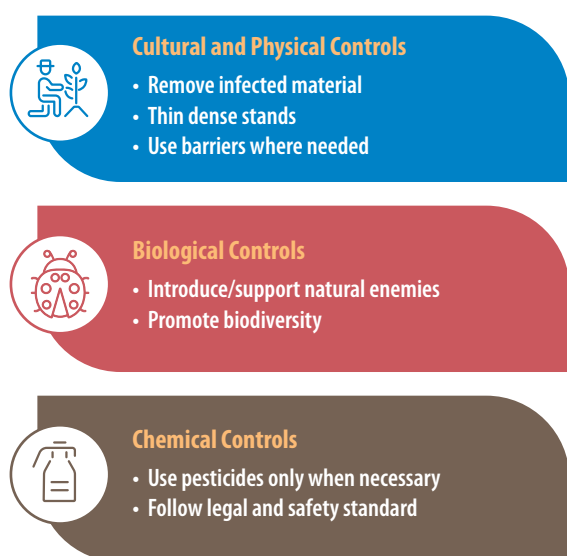 Cultural and Physical Controls
• Remove infected material
• Thin dense stands
• Use barriers where needed
Biological Controls
• Introduce/support natural enemies
• Promote biodiversity
Chemical Controls
• Use pesticides only when necessary
• Follow legal and safety standard